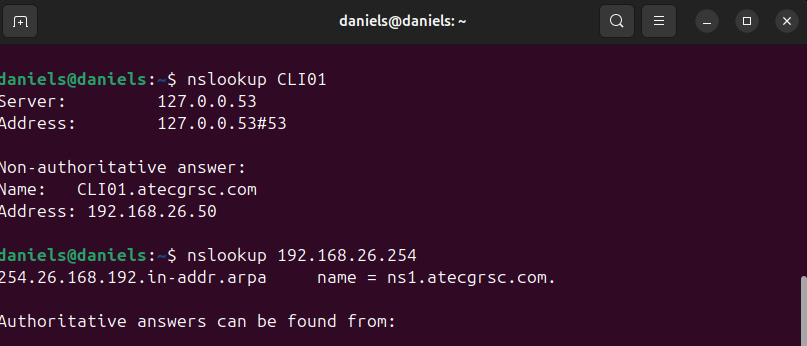 daniels@daniels: ~
daniels@daniels:~$ nslookup CLI01
Server:         127.0.0.53
Address:        127.0.0.53#53
Non-authoritative answer:
Name:   CLI01.atecgrsc.com
Address: 192.168.26.50
daniels@daniels:~$ nslookup 192.168.26.254
254.26.168.192.in-addr.arpa     name = ns1.atecgrsc.com.
Authoritative answers can be found from: